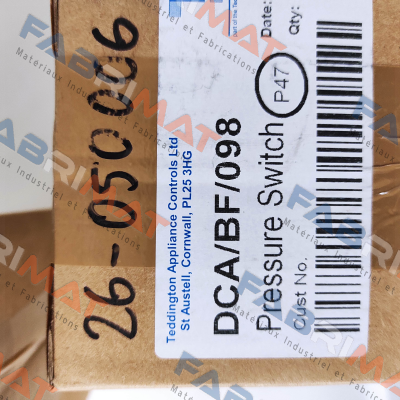 26-050006
Teddington Appliance Controls Ltd
St Austell, Cornwall, PL25 3HG
DCA/BF/098
Pressure Switch P47
Cust No.
Date:
Qty:
FABRIMAT
Materiaux Industriel et Fabrications